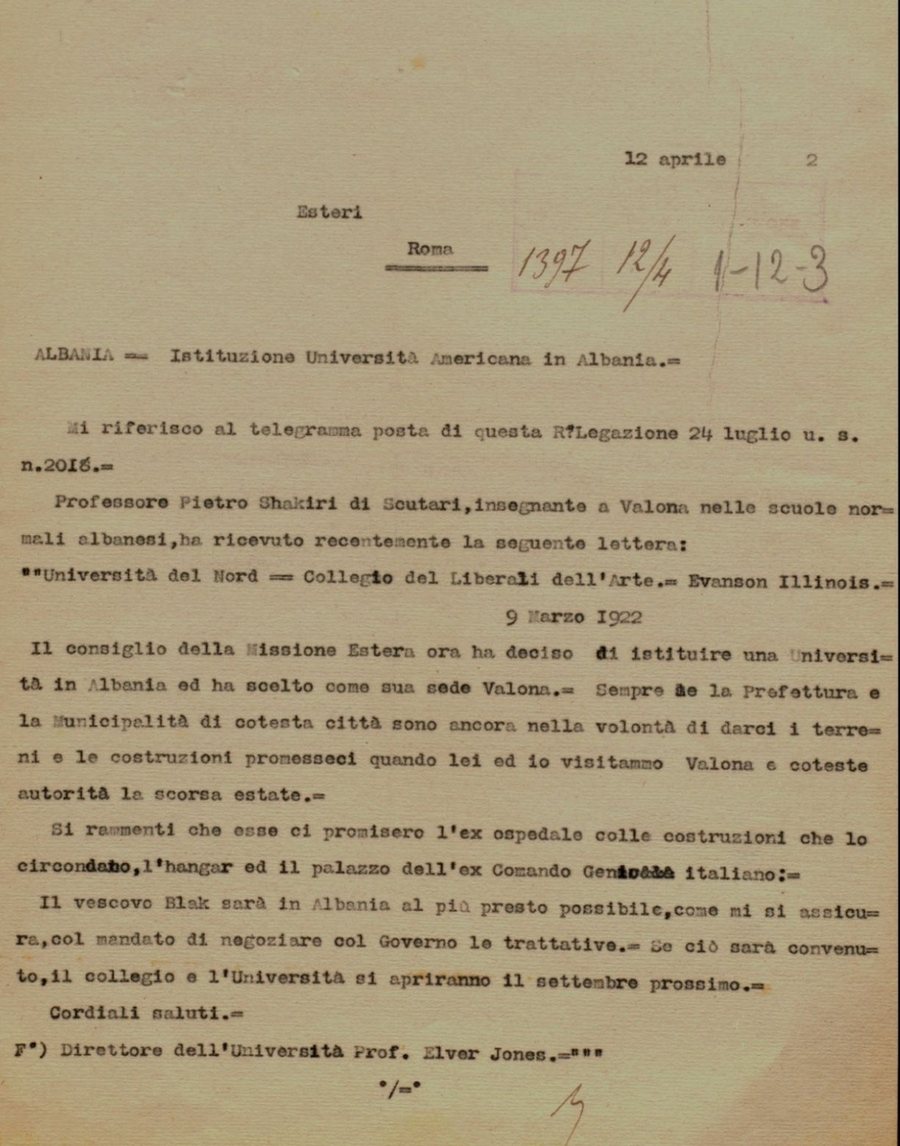 12 aprile 2
Esteri
Roma
1397 12/4 1-12-3
ALBANIA == Istituzione Università Americana in Albania.=
Mi riferisco al telegramma posta di questa R.Legazione 24 luglio u. s.
Professore Pietro Shakiri di Scutari,insegnante a Valona nelle scuole nor=
mali albanesi,ha ricevuto recentemente la seguente lettera:
""Università del Nord == Collegio del Liberali dell'Arte.= Evanson Illinois.=
9 Marzo I922
Il consiglio della Missione Estera ora ha deciso di istituire una Universi=
tà in Albania ed ha scelto come sua sede Valona.= Sempre se la Prefettura e
la Municipalità di cotesta città sono ancora nella volontà di darci i terre=
ni e le costruzioni promesseci quando lei ed io visitammo Valona e coteste
autorità la scorsa estate.=
Si rammenti che esse ci promisero l'ex ospedale colle costruzioni che lo
circondano,l'hangar ed il palazzo dell'ex Comando italiano:=
Il vescovo Blak sarà in Albania al più presto possibile,come mi si assicu=
ra,col mandato di negoziare col Governo le trattative.= Se ciò sarà convenu=
to,il collegio e l'Università si apriranno il settembre prossimo.=
Cordiali saluti.=
F°) Direttore dell'Università Prof. Elver Jones.="""
°/=°